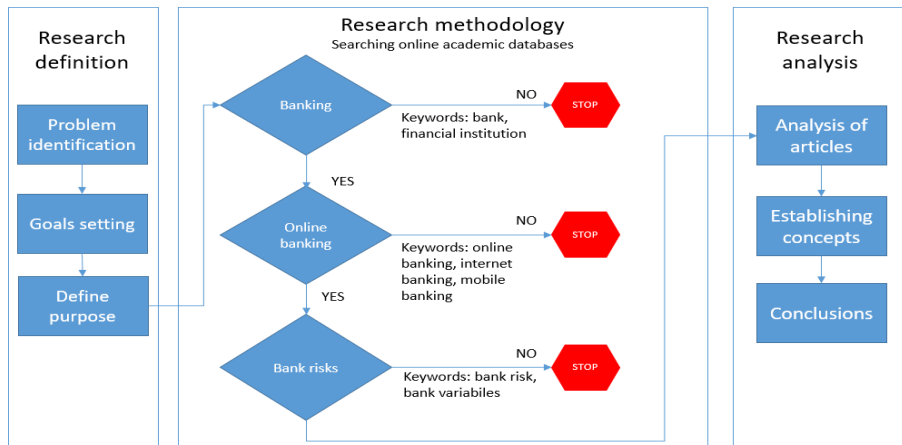 Research
definition
Problem
identification
Goals setting
Define
purpose
Research methodology
Searching online academic databases
Banking
NO
STOP
Keywords: bank,
financial institution
YES
Online
banking
NO
STOP
Keywords: online
banking, internet
banking, mobile
banking
YES
Bank risks
NO
STOP
Keywords: bank risk,
bank variabiles
Research
analysis
Analysis of
articles
Establishing
concepts
Conclusions